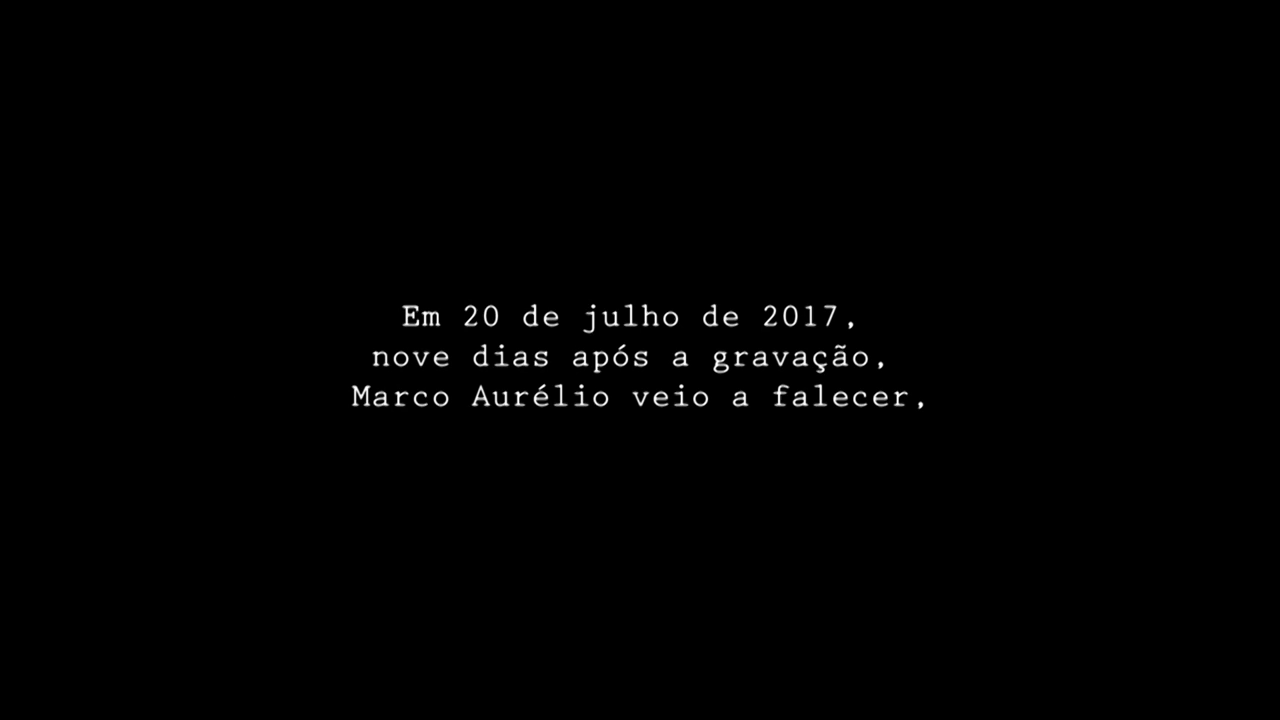 Em 20 de julho de 2017,
nove dias após a gravação,
Marco Aurélio veio a falecer,